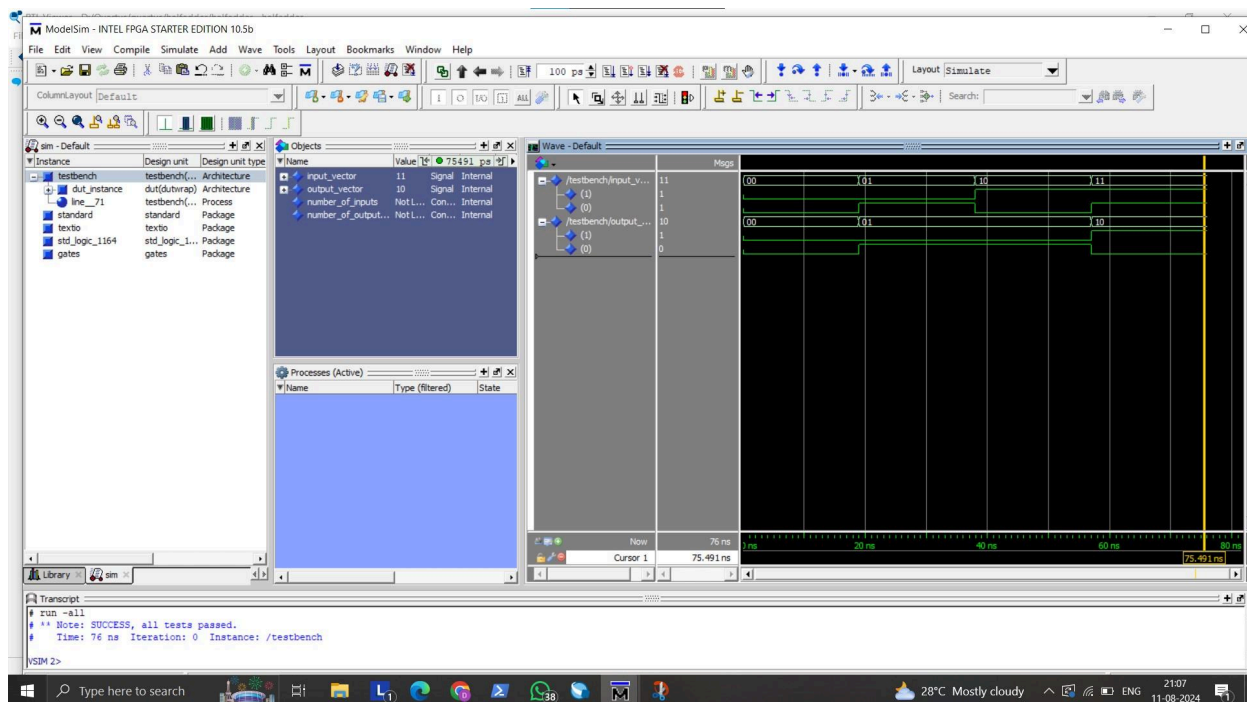 ModelSim - INTEL FPGA STARTER EDITION 10.5b
File Edit View Compile Simulate Add Wave Tools Layout Bookmarks Window Help
100 ps
Layout Simulate
ColumnLayout Default
Search:
sim - Default
Instance Design unit Design unit type
testbench testbench(... Architecture
dut_instance dut(dutwrap) Architecture
line__71 testbench(... Process
standard standard Package
textio textio Package
std_logic_1164 std_logic_1... Package
gates gates Package
Library sim
Objects
Name Value 75491 ps
input_vector 11 Signal Internal
output_vector 10 Signal Internal
number_of_inputs Not L... Con... Internal
number_of_output... Not L... Con... Internal
Processes (Active)
Name Type (filtered) State
Wave - Default
Msgs
/testbench/input_v... 11 00 01 10 11
(1) 1
(0) 1
/testbench/output_... 10 00 01 10
(1) 1
(0) 0
Now 76 ns 20 ns 40 ns 60 ns 80 ns
Cursor 1 75.491 ns 75.491 ns
Transcript
# run -all
# ** Note: SUCCESS, all tests passed.
# Time: 76 ns Iteration: 0 Instance: /testbench
VSIM 2>
Type here to search
38
28°C Mostly cloudy
ENG
21:07
11-08-2024